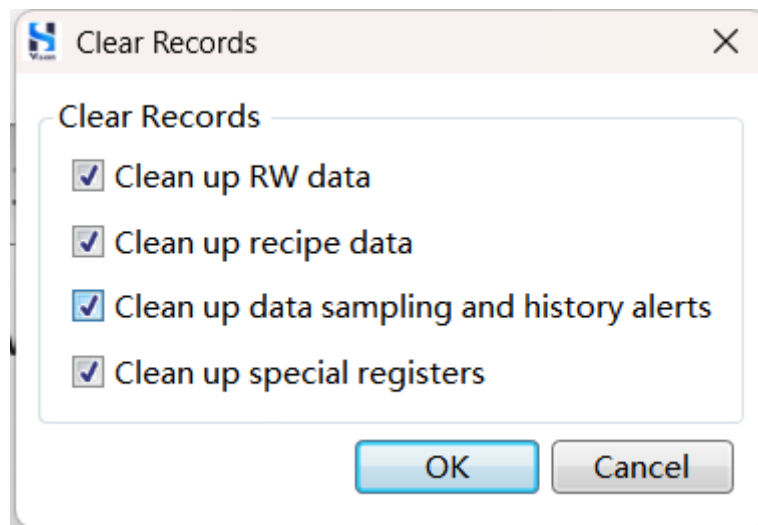 Clear Records
Clear Records
Clean up RW data
Clean up recipe data
Clean up data sampling and history alerts
Clean up special registers
OK Cancel